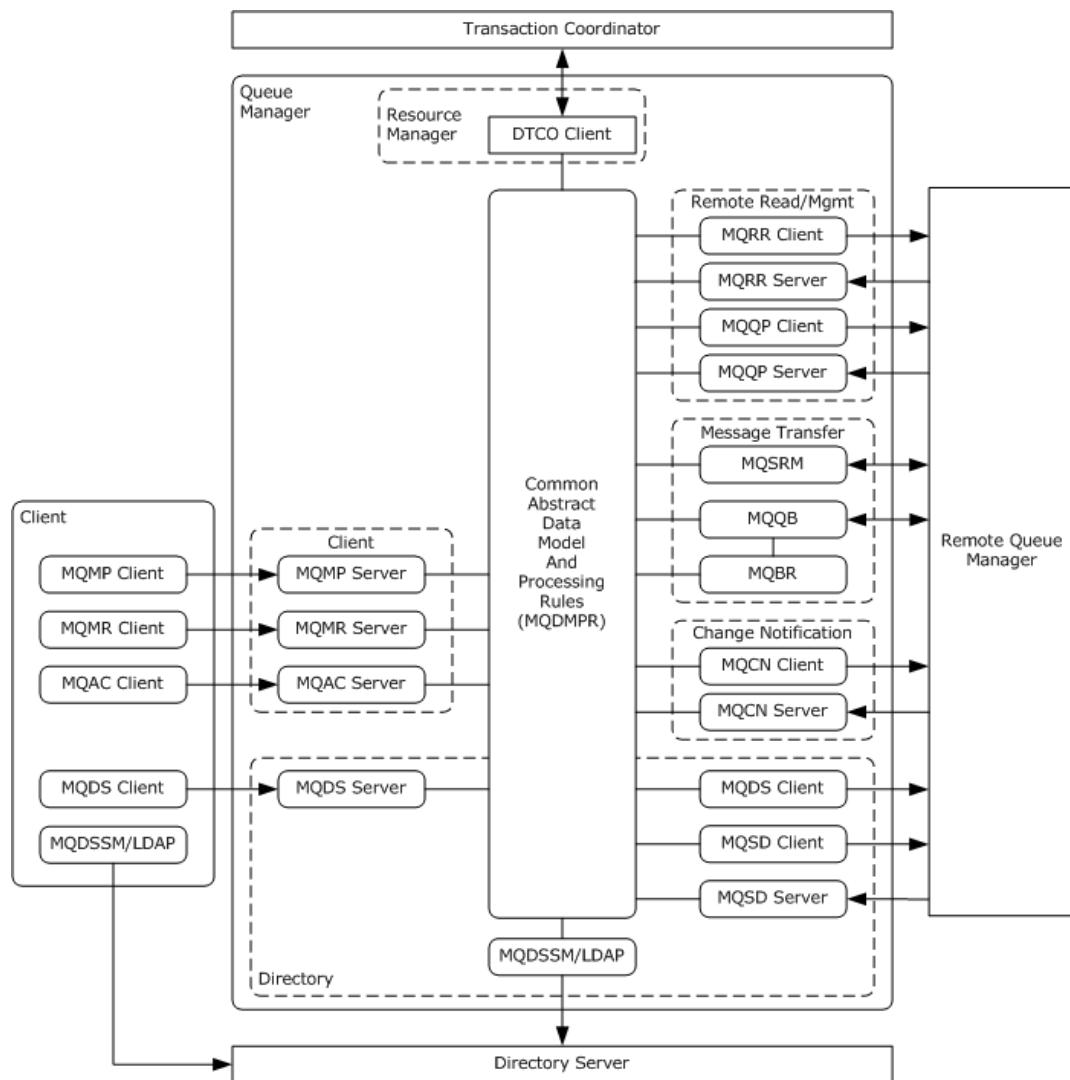 Transaction Coordinator
Queue
Manager
Resource
Manager
DTCO Client
Remote Read/Mgmt
MQRR Client
MQRR Server
MQQP Client
MQQP Server
Message Transfer
MQSRM
MQQB
MQBR
Change Notification
MQCN Client
MQCN Server
Common
Abstract
Data
Model
And
Processing
Rules
(MQDMPR)
Remote Queue
Manager
Client
MQMP Client
MQMR Client
MQAC Client
MQDS Client
MQDSSM/LDAP
Client
MQMP Server
MQMR Server
MQAC Server
MQDS Server
MQDS Client
MQSD Client
MQSD Server
MQDSSM/LDAP
Directory
Directory Server